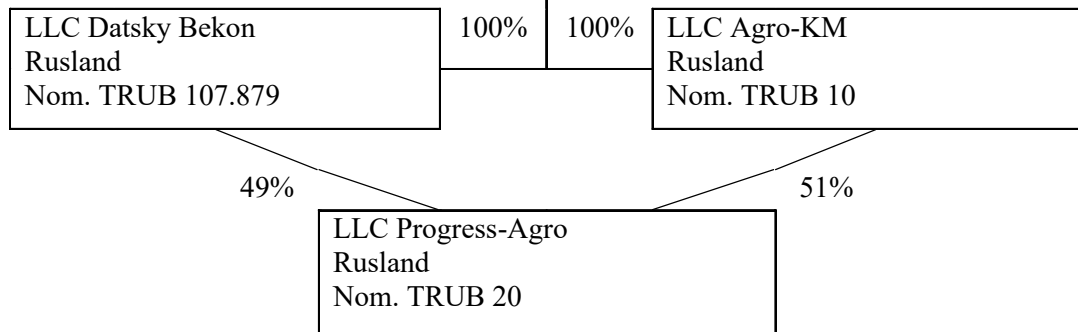 LLC Datsky Bekon
Rusland
Nom. TRUB 107.879
100%
100%
LLC Agro-KM
Rusland
Nom. TRUB 10
49%
51%
LLC Progress-Agro
Rusland
Nom. TRUB 20